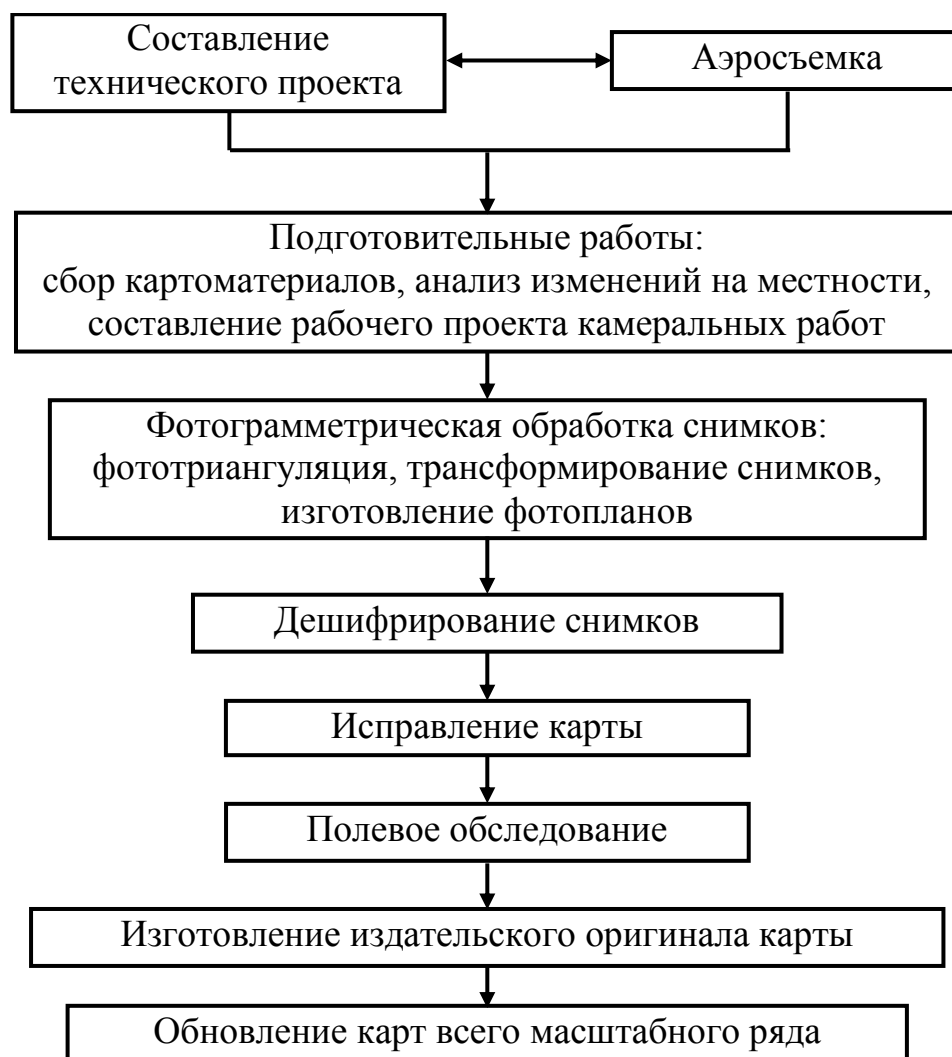 Составление
технического проекта
Аэросъемка
Подготовительные работы:
сбор картоматериалов, анализ изменений на местности,
составление рабочего проекта камеральных работ
Фотограмметрическая обработка снимков:
фототриангуляция, трансформирование снимков,
изготовление фотопланов
Дешифрирование снимков
Исправление карты
Полевое обследование
Изготовление издательского оригинала карты
Обновление карт всего масштабного ряда